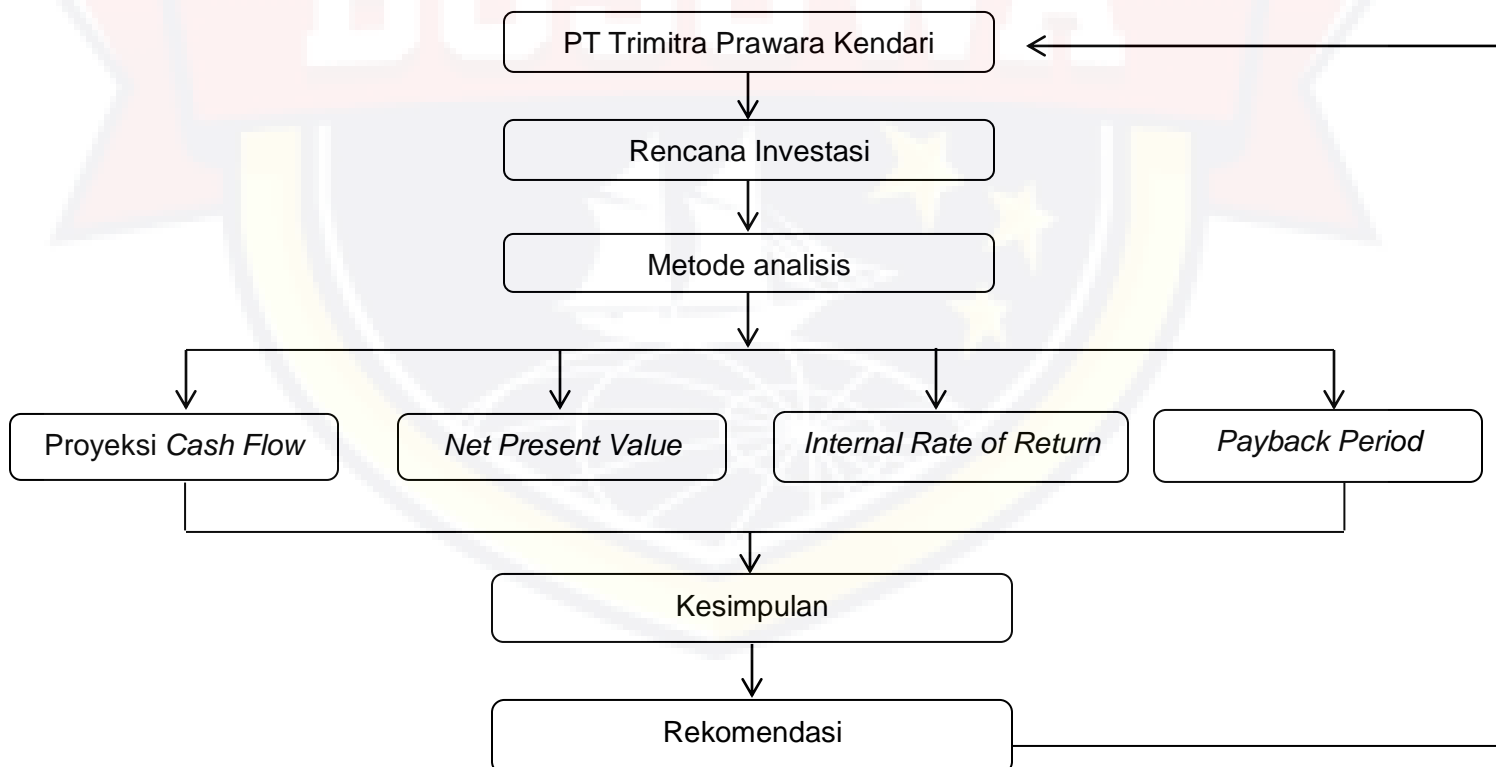 PT Trimitra Prawara Kendari
Rencana Investasi
Metode analisis
Proyeksi Cash Flow
Net Present Value
Internal Rate of Return
Payback Period
Kesimpulan
Rekomendasi